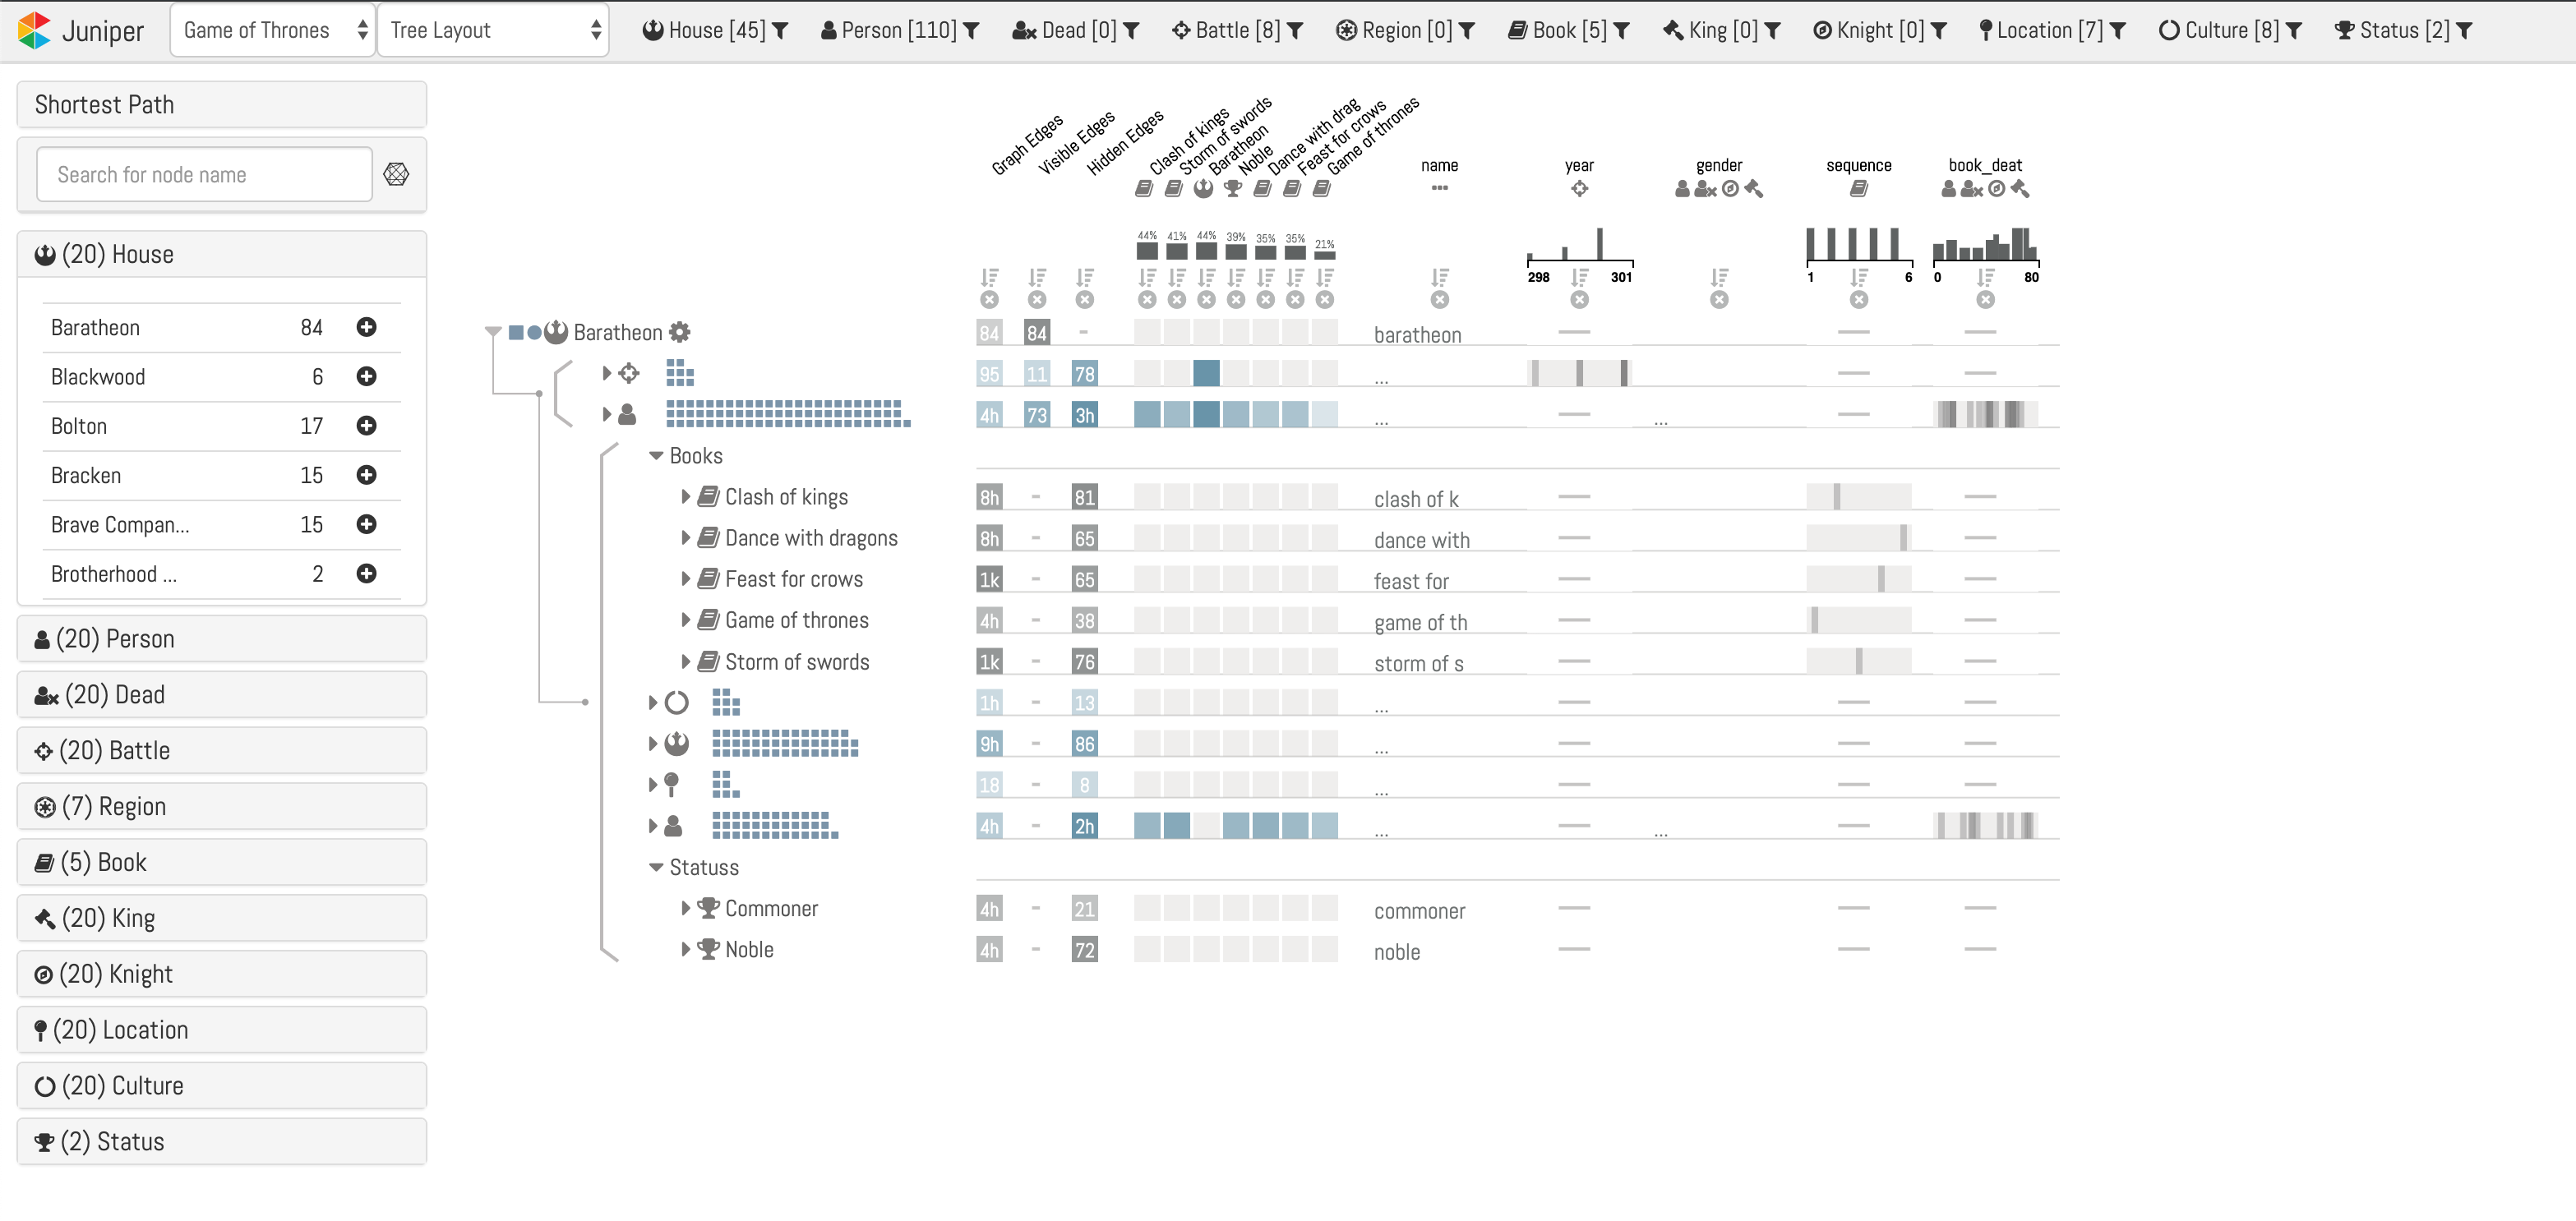 Juniper Game of Thrones Tree Layout House [45] Person [110] Dead [0] Battle [8] Region [0] Book [5] King [0] Knight [0] Location [7] Culture [8] Status [2]
Shortest Path
Search for node name
(20) House
Baratheon 84
Blackwood 6
Bolton 17
Bracken 15
Brave Compan... 15
Brotherhood ... 2
(20) Person
(20) Dead
(20) Battle
(7) Region
(5) Book
(20) King
(20) Knight
(20) Location
(20) Culture
(2) Status
Graph Edges
Visible Edges
Hidden Edges
Clash of kings
Storm of swords
Baratheon
Noble
Dance with drag
Feast for crows
Game of thrones
name year gender sequence book_deat
44% 41% 44% 39% 35% 35% 21%
298 301 1 6 0 80
Baratheon 84 84 - baratheon
95 11 78 ...
4h 73 3h ... ...
Books
Clash of kings 8h - 81 clash of k
Dance with dragons 8h - 65 dance with
Feast for crows 1k - 65 feast for
Game of thrones 4h - 38 game of th
Storm of swords 1k - 76 storm of s
1h - 13 ...
9h - 86 ...
18 - 8 ...
4h - 2h ... ...
Statuss
Commoner 4h - 21 commoner
Noble 4h - 72 noble